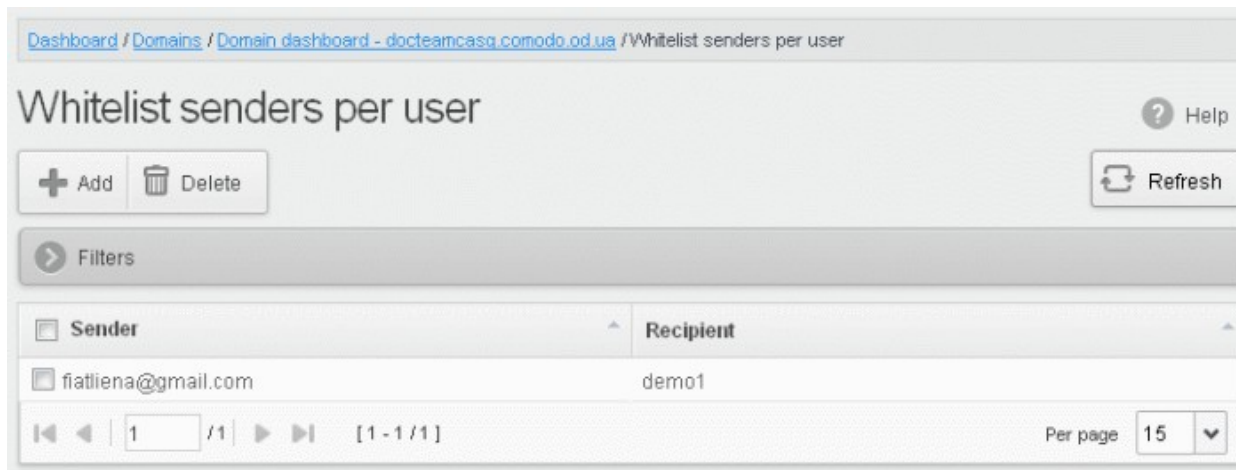 Dashboard / Domains / Domain dashboard - docteamcasg.comodo.od.ua / Whitelist senders per user
Whitelist senders per user
Help
Add Delete
Refresh
Filters
Sender Recipient
fiatliena@gmail.com demo1
1 /1 [1 - 1 / 1] Per page 15